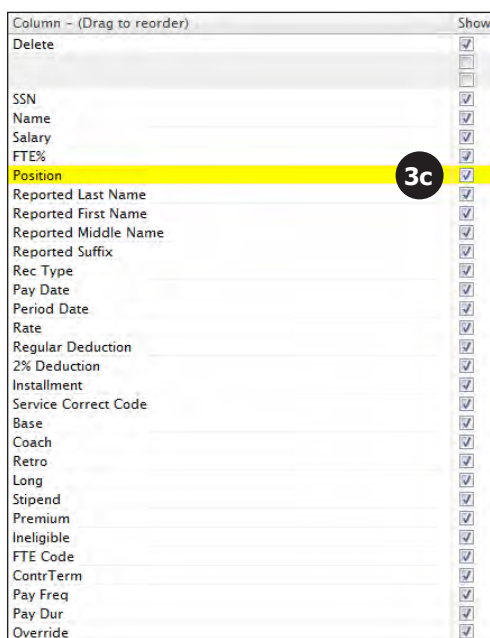 Column - (Drag to reorder) Show
Delete
SSN
Name
Salary
FTE%
Position 3c
Reported Last Name
Reported First Name
Reported Middle Name
Reported Suffix
Rec Type
Pay Date
Period Date
Rate
Regular Deduction
2% Deduction
Installment
Service Correct Code
Base
Coach
Retro
Long
Stipend
Premium
Ineligible
FTE Code
ContrTerm
Pay Freq
Pay Dur
Override